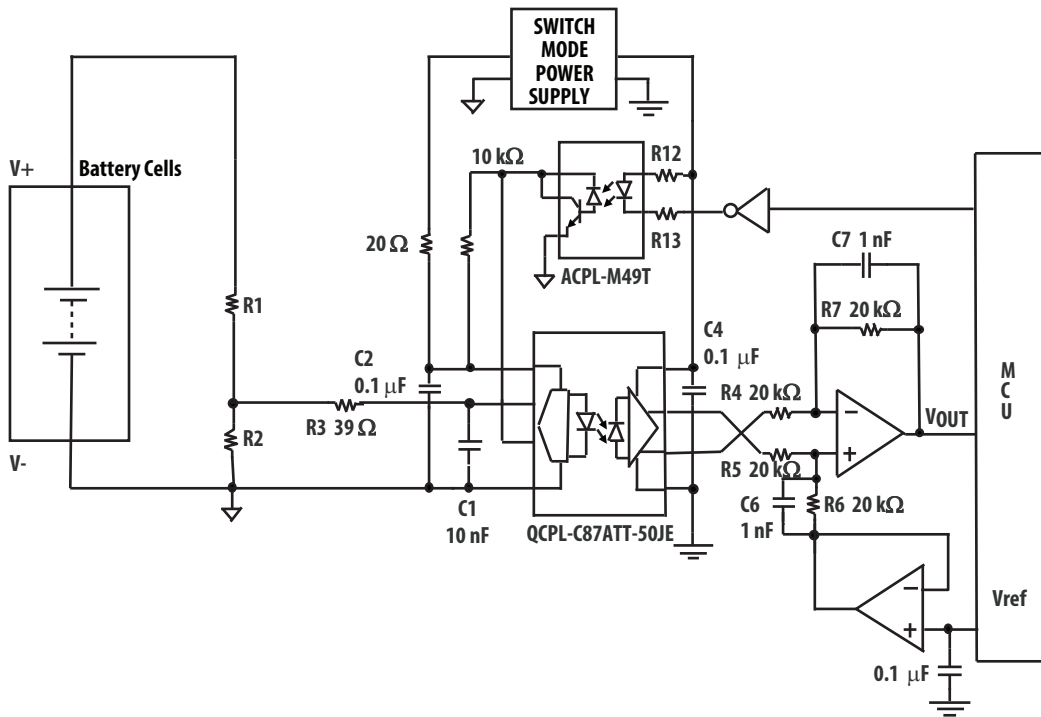 SWITCH
MODE
POWER
SUPPLY
V+
Battery Cells
10 kΩ
R12
R13
20 Ω
ACPL-M49T
C7 1 nF
R1
R7 20 kΩ
C2
0.1 μF
C4
0.1 μF
R4 20 kΩ
M
C
U
R3 39 Ω
R2
−
+
VOUT
R5 20 kΩ
V-
C1
10 nF
QCPL-C87ATT-50JE
C6
1 nF
R6 20 kΩ
−
+
Vref
0.1 μF